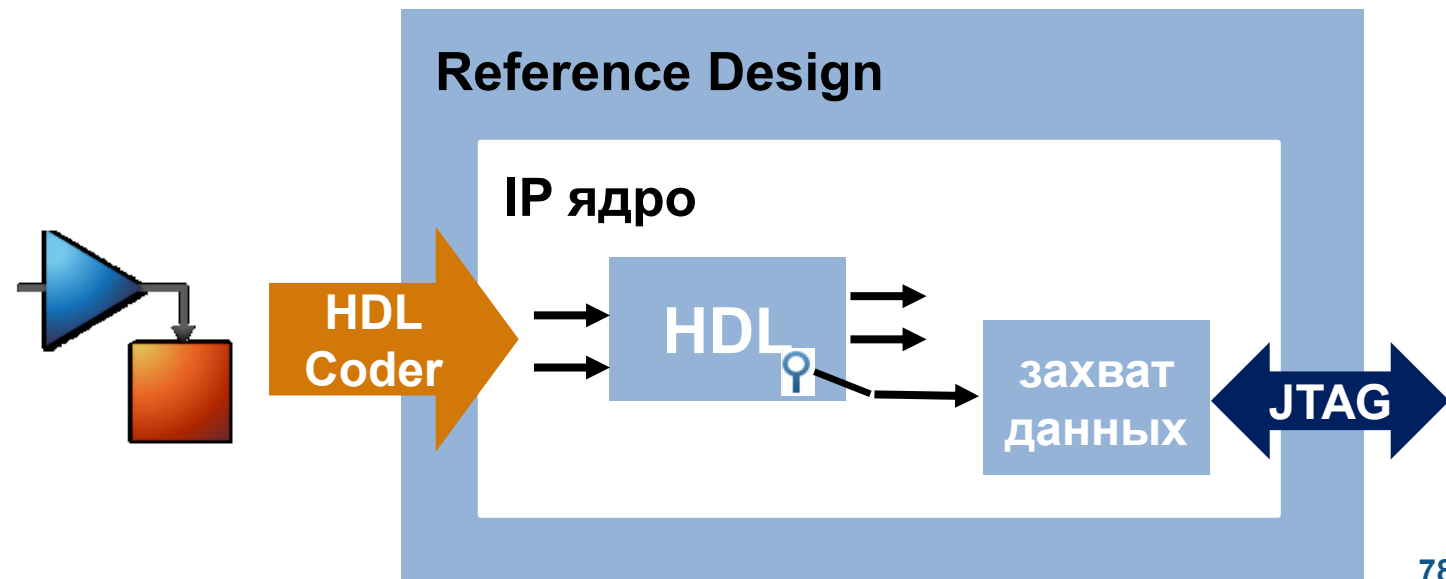 Reference Design
IP ядро
HDL
Coder
HDL
захват
данных
JTAG
78